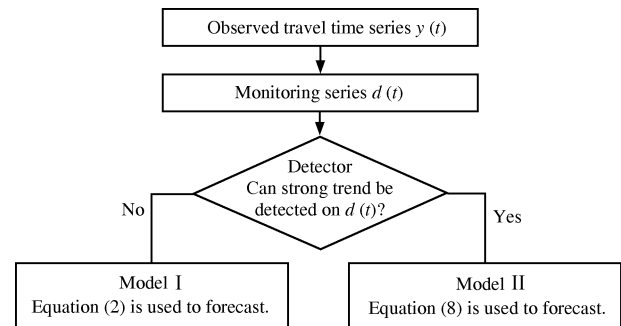 Observed travel time series y (t)
Monitoring series d (t)
Detector
Can strong trend be
detected on d (t)?
No
Yes
Model I
Equation (2) is used to forecast.
Model II
Equation (8) is used to forecast.